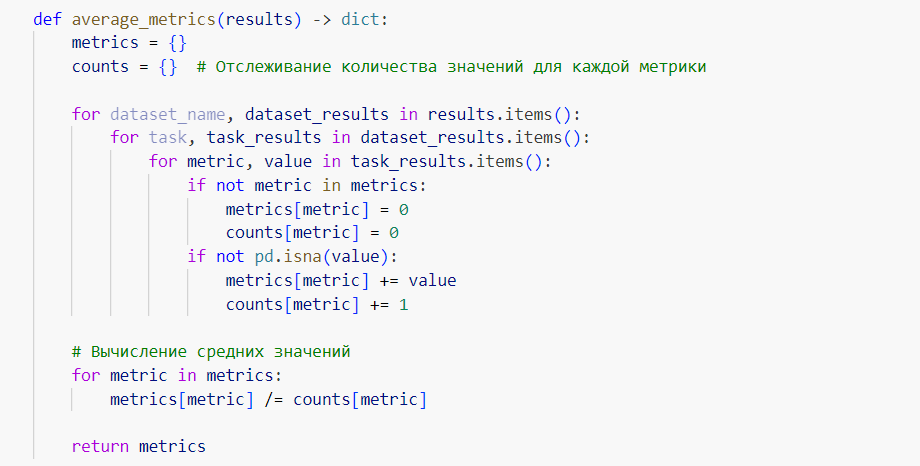 def average_metrics(results) -> dict:
    metrics = {}
    counts = {}  # Отслеживание количества значений для каждой метрики

    for dataset_name, dataset_results in results.items():
        for task, task_results in dataset_results.items():
            for metric, value in task_results.items():
                if not metric in metrics:
                    metrics[metric] = 0
                    counts[metric] = 0
                if not pd.isna(value):
                    metrics[metric] += value
                    counts[metric] += 1

    # Вычисление средних значений
    for metric in metrics:
        metrics[metric] /= counts[metric]

    return metrics